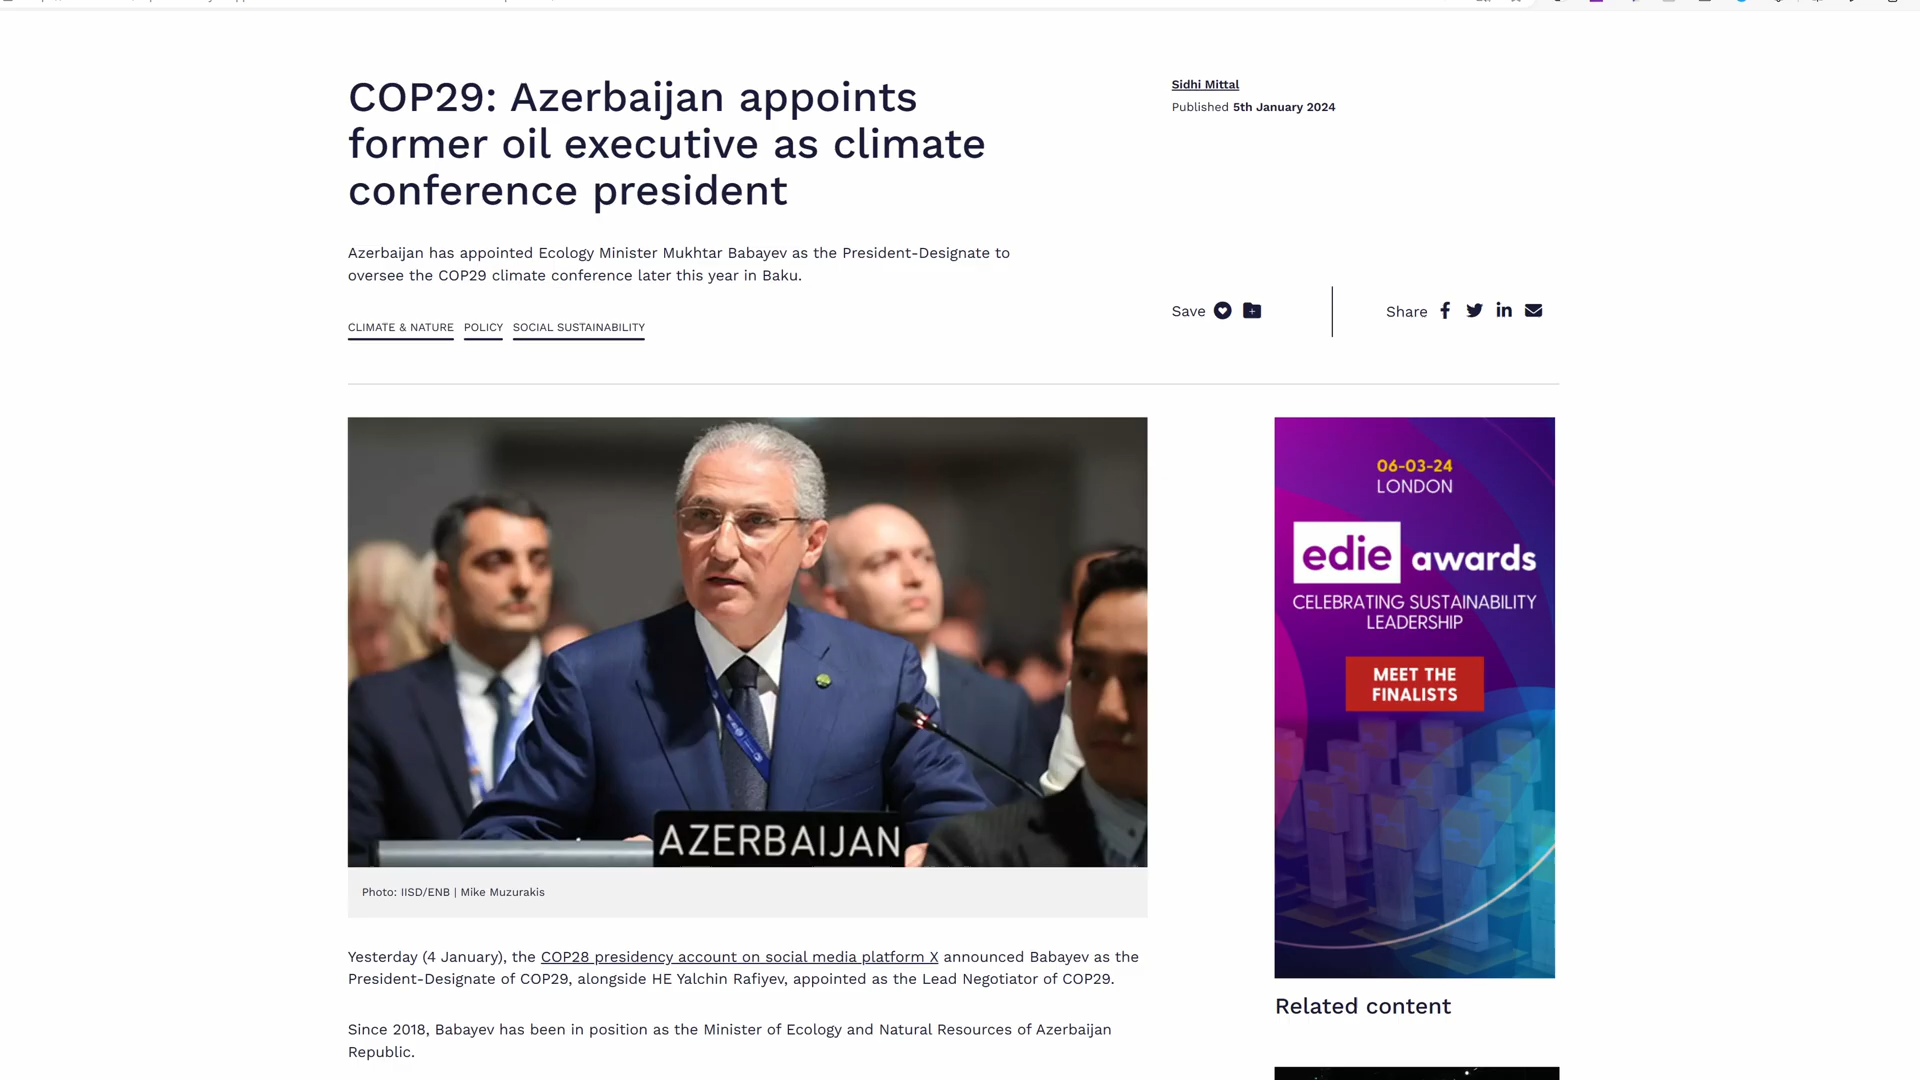 COP29: Azerbaijan appoints
former oil executive as climate
conference president
Sidhi Mittal
Published 5th January 2024
Azerbaijan has appointed Ecology Minister Mukhtar Babayev as the President-Designate to
oversee the COP29 climate conference later this year in Baku.
CLIMATE & NATURE POLICY SOCIAL SUSTAINABILITY
Save
Share
AZERBAIJAN
Photo: IISD/ENB | Mike Muzurakis
Yesterday (4 January), the COP28 presidency account on social media platform X announced Babayev as the
President-Designate of COP29, alongside HE Yalchin Rafiyev, appointed as the Lead Negotiator of COP29.
Since 2018, Babayev has been in position as the Minister of Ecology and Natural Resources of Azerbaijan
Republic.
06-03-24
LONDON
edie awards
CELEBRATING SUSTAINABILITY
LEADERSHIP
MEET THE
FINALISTS
Related content